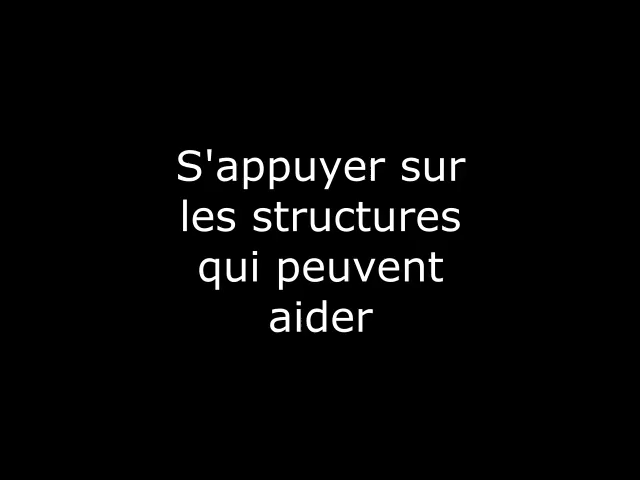 S'appuyer sur
les structures
qui peuvent
aider